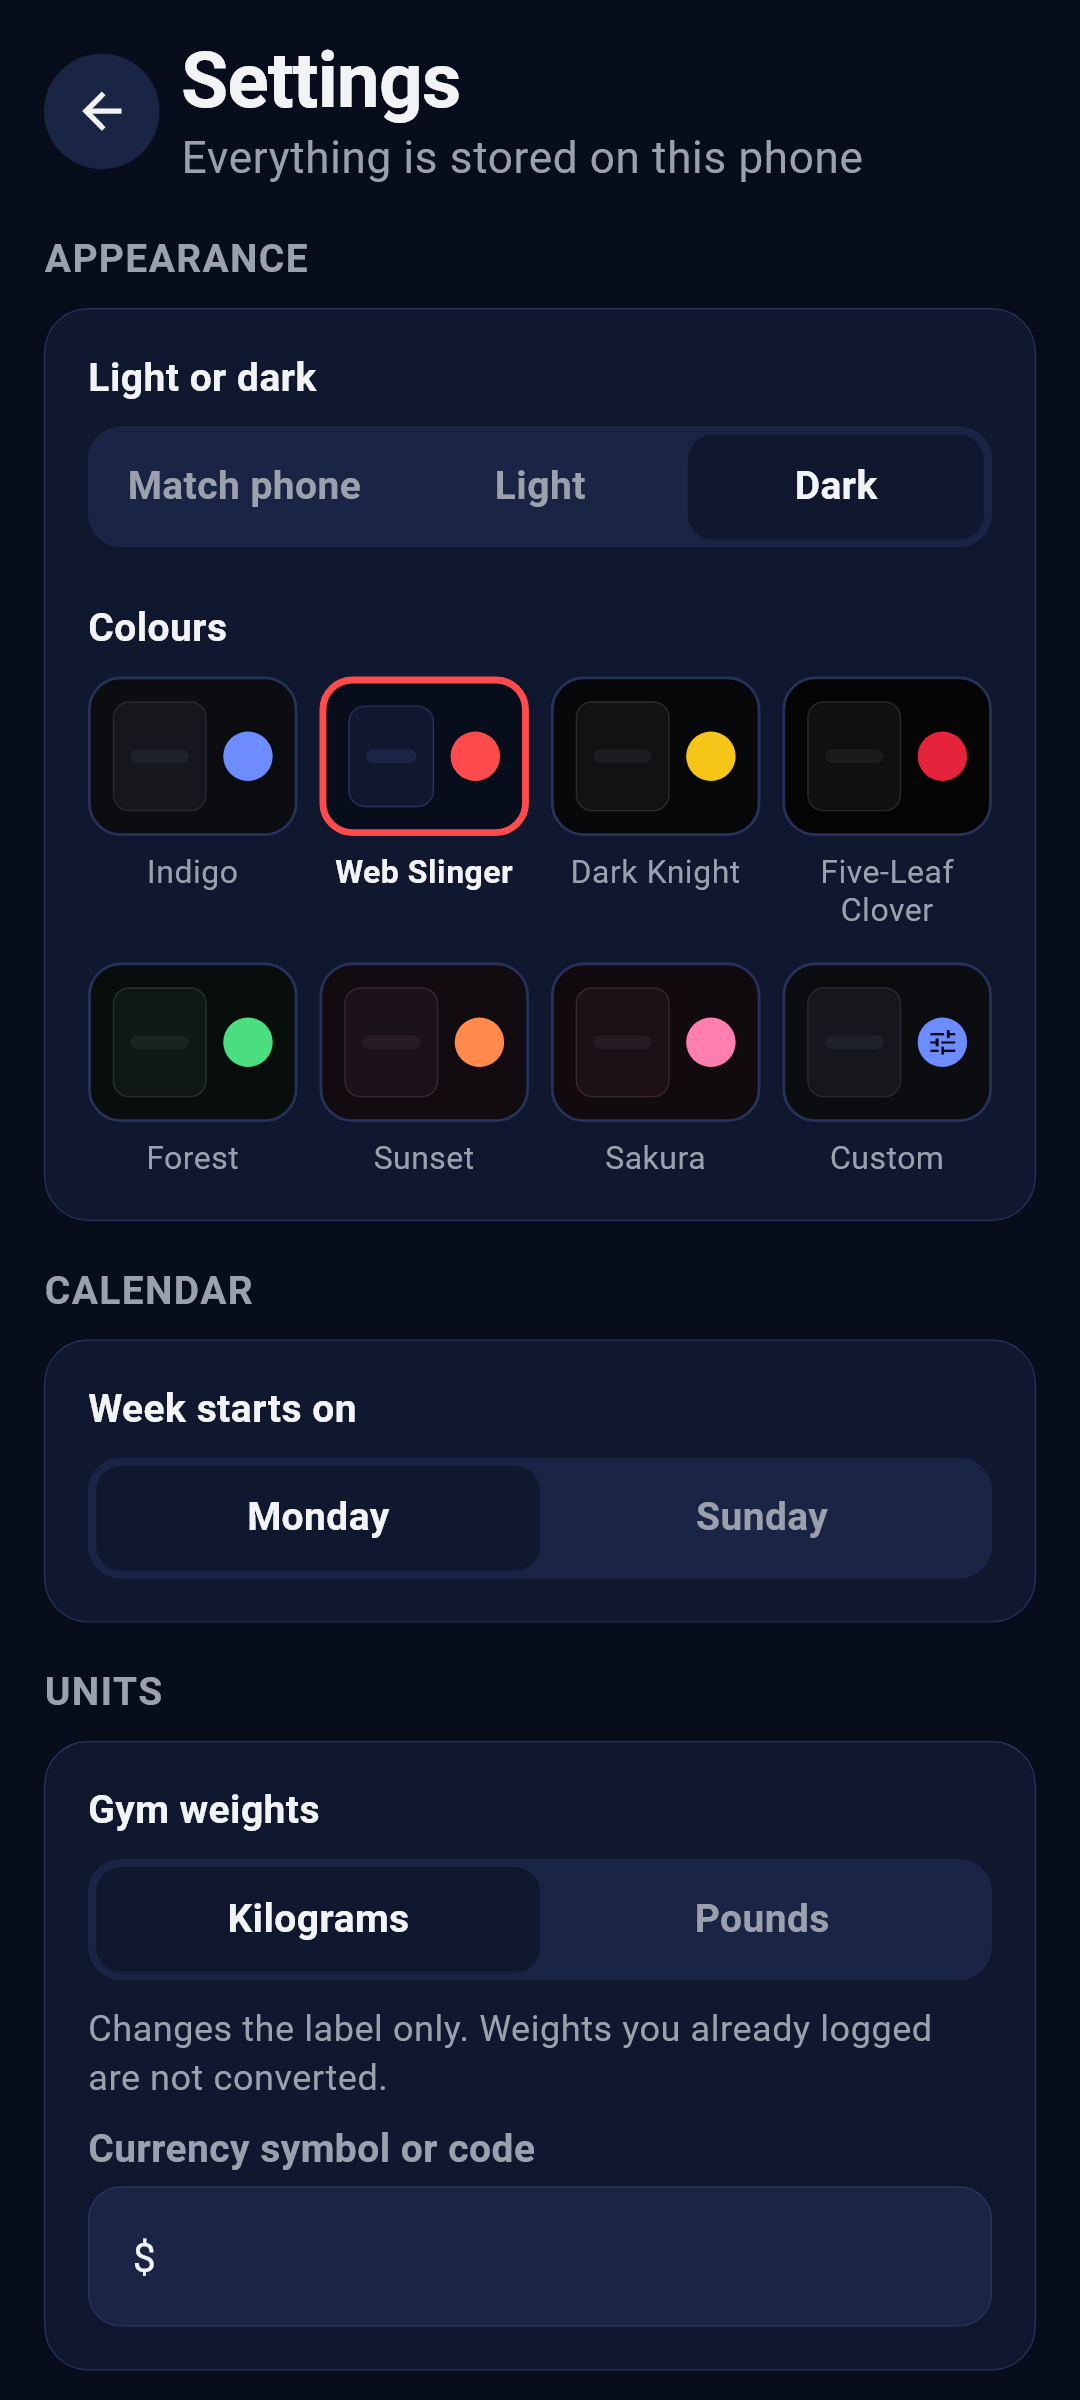 Settings
Everything is stored on this phone
APPEARANCE
Light or dark
Match phone Light Dark
Colours
Indigo Web Slinger Dark Knight Five-Leaf
Clover
Forest Sunset Sakura Custom
CALENDAR
Week starts on
Monday Sunday
UNITS
Gym weights
Kilograms Pounds
Changes the label only. Weights you already logged
are not converted.
Currency symbol or code
$